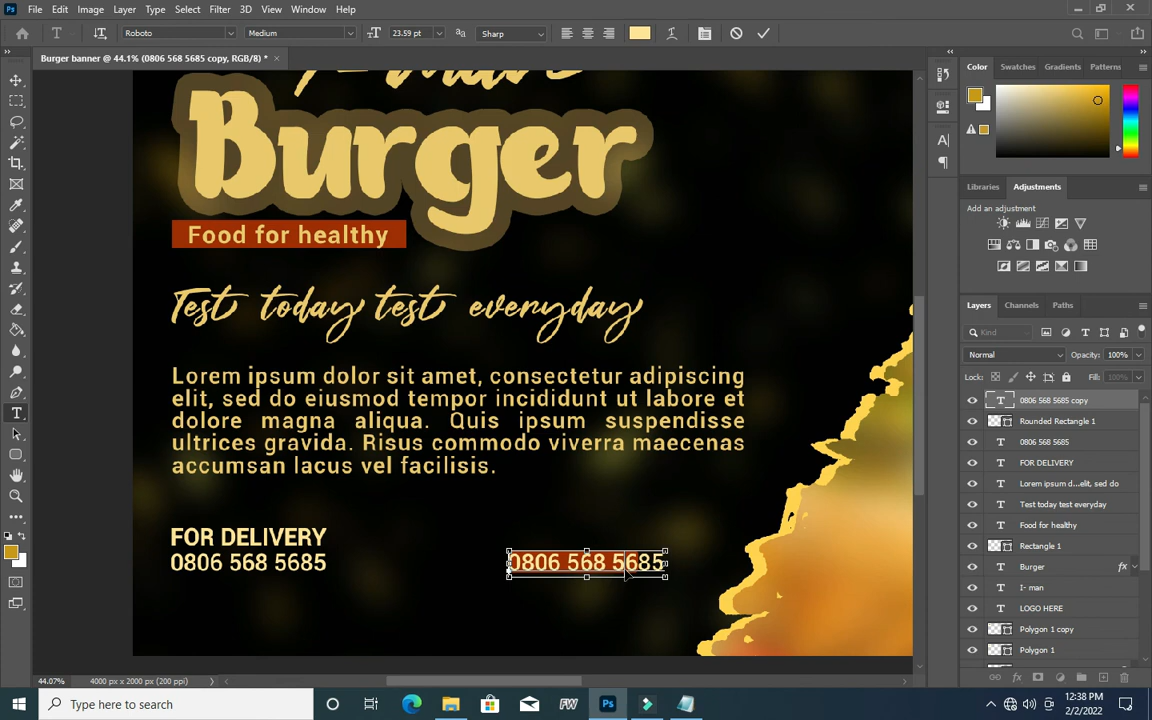 Ps File Edit Image Layer Type Select Filter 3D View Window Help
Roboto Medium 23.59 pt Sharp
Burger banner @ 44.1% (0806 568 5685 copy, RGB/8) *
Color Swatches Gradients Patterns
Burger
Food for healthy
Test today test everyday
Lorem ipsum dolor sit amet, consectetur adipiscing
elit, sed do eiusmod tempor incididunt ut labore et
dolore magna aliqua. Quis ipsum suspendisse
ultrices gravida. Risus commodo viverra maecenas
accumsan lacus vel facilisis.
FOR DELIVERY
0806 568 5685
0806 568 5685
Libraries Adjustments
Add an adjustment
Layers Channels Paths
Kind
Normal Opacity: 100%
Lock: Fill: 100%
0806 568 5685 copy
Rounded Rectangle 1
0806 568 5685
FOR DELIVERY
Lorem ipsum d...elit, sed do
Test today test everyday
Food for healthy
Rectangle 1
Burger fx
I- man
LOGO HERE
Polygon 1 copy
Polygon 1
44.07% 4000 px x 2000 px (200 ppi)
Type here to search
FW Ps
12:38 PM
2/2/2022